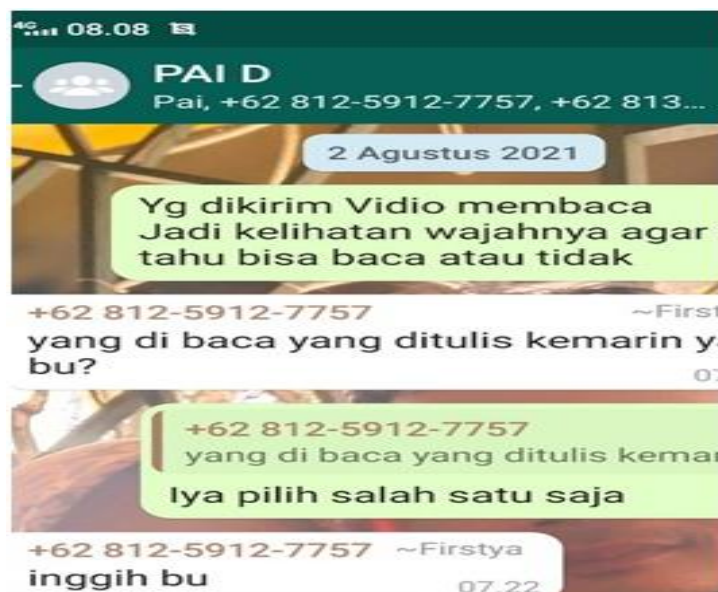 08.08
PAI D
Pai, +62 812-5912-7757, +62 813...
2 Agustus 2021
Yg dikirim Vidio membaca
Jadi kelihatan wajahnya agar
tahu bisa baca atau tidak
+62 812-5912-7757
yang di baca yang ditulis kemarin
bu?
+62 812-5912-7757
yang di baca yang ditulis
Iya pilih salah satu saja
+62 812-5912-7757 ~Firstya
inggih bu
07.22